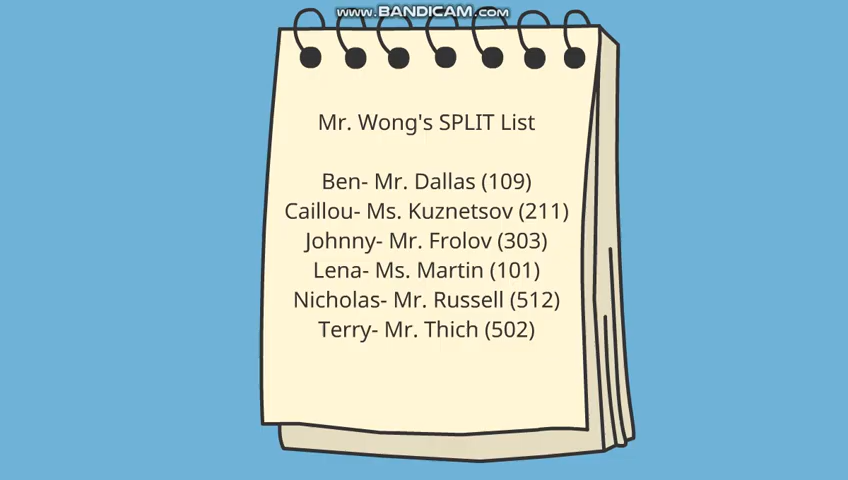 www.BANDICAM.com
Mr. Wong's SPLIT List
Ben- Mr. Dallas (109)
Caillou- Ms. Kuznetsov (211)
Johnny- Mr. Frolov (303)
Lena- Ms. Martin (101)
Nicholas- Mr. Russell (512)
Terry- Mr. Thich (502)